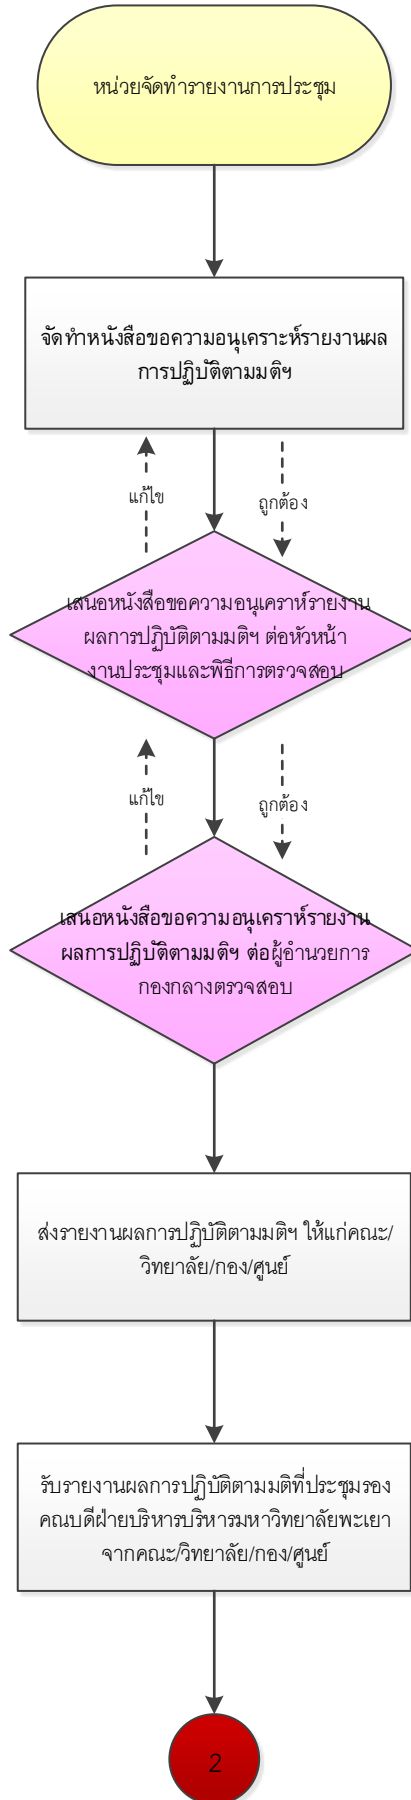 หน่วยจัดทำรายงานการประชุม
จัดทำหนังสือขอความอนุเคราะห์รายงานผล
การปฏิบัติตามมติฯ
แก้ไข
ถูกต้อง
เสนอหนังสือขอความอนุเคราห์รายงาน
ผลการปฏิบัติตามมติฯ ต่อหัวหน้า
งานประชุมและพิธีการตรวจสอบ
แก้ไข
ถูกต้อง
เสนอหนังสือขอความอนุเคราห์รายงาน
ผลการปฏิบัติตามมติฯ ต่อผู้อำนวยการ
กองกลางตรวจสอบ
ส่งรายงานผลการปฏิบัติตามมติฯ ให้แก่คณะ/
วิทยาลัย/กอง/ศูนย์
รับรายงานผลการปฏิบัติตามมติที่ประชุมรอง
คณบดีฝ่ายบริหารบริหารมหาวิทยาลัยพะเยา
จากคณะ/วิทยาลัย/กอง/ศูนย์
2